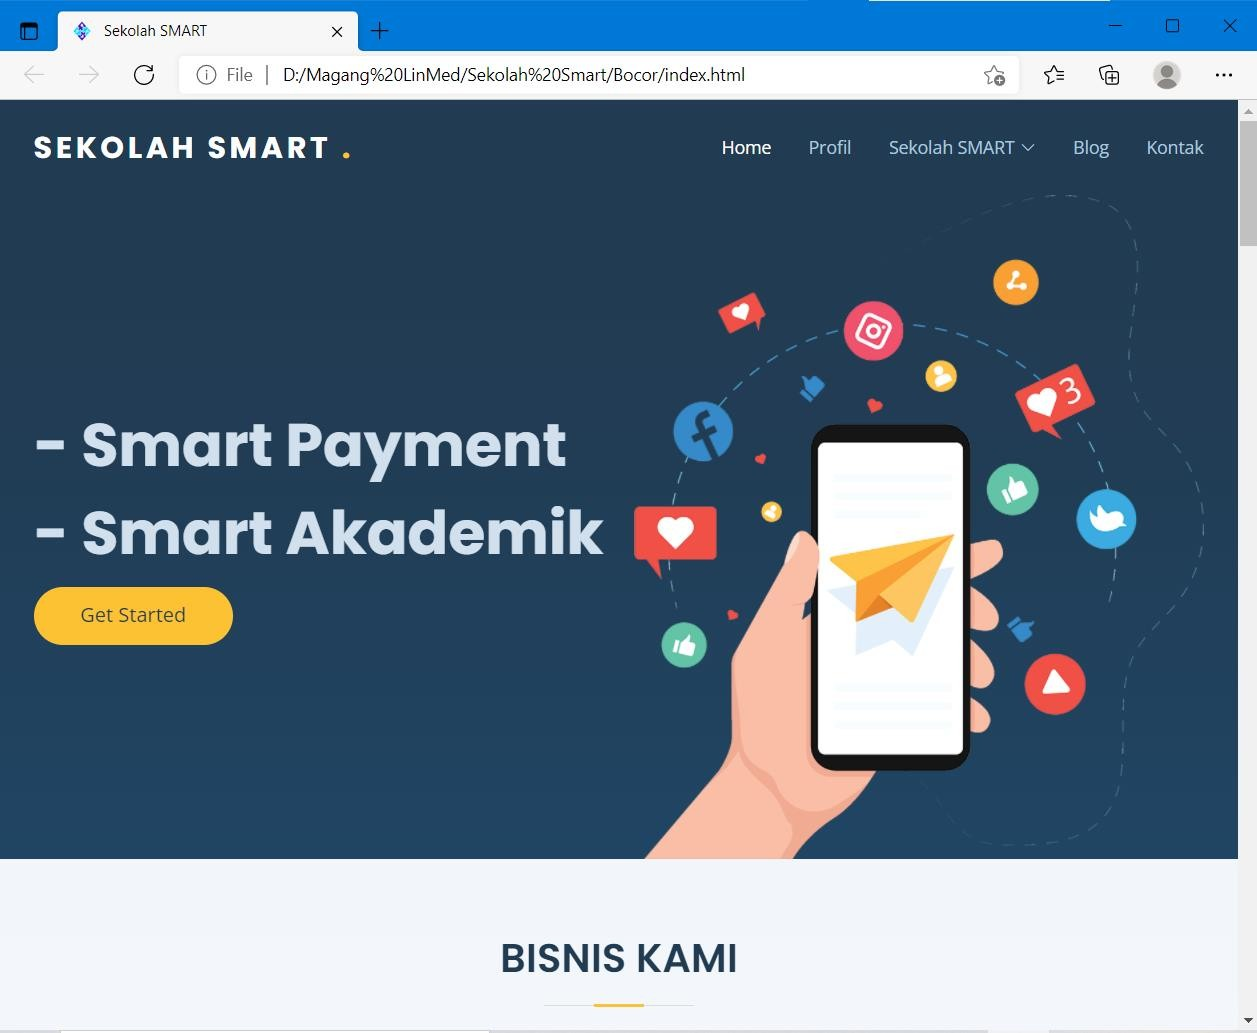 Sekolah SMART
File | D:/Magang%20LinMed/Sekolah%20Smart/Bocor/index.html
SEKOLAH SMART .
Home Profil Sekolah SMART Blog Kontak
3
- Smart Payment
- Smart Akademik
Get Started
BISNIS KAMI